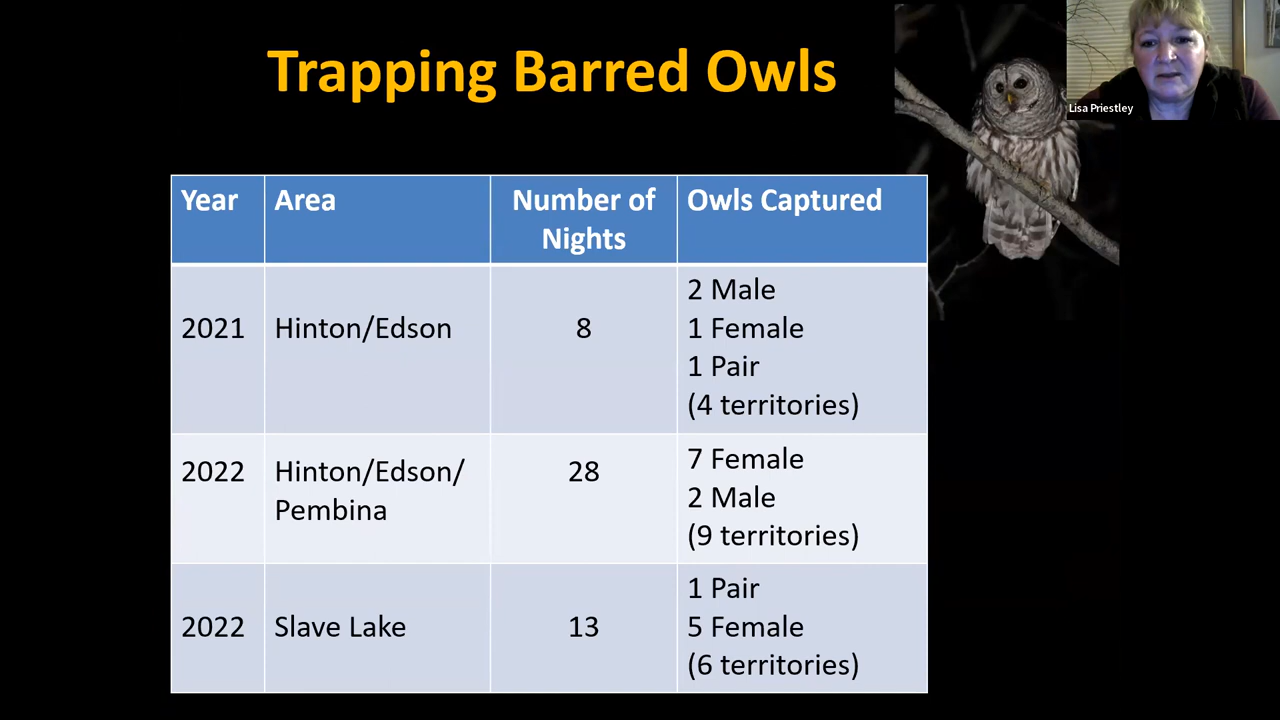 Trapping Barred Owls
Lisa Priestley
Year
Area
Number of
Nights
Owls Captured
2021
Hinton/Edson
8
2 Male
1 Female
1 Pair
(4 territories)
2022
Hinton/Edson/
Pembina
28
7 Female
2 Male
(9 territories)
2022
Slave Lake
13
1 Pair
5 Female
(6 territories)